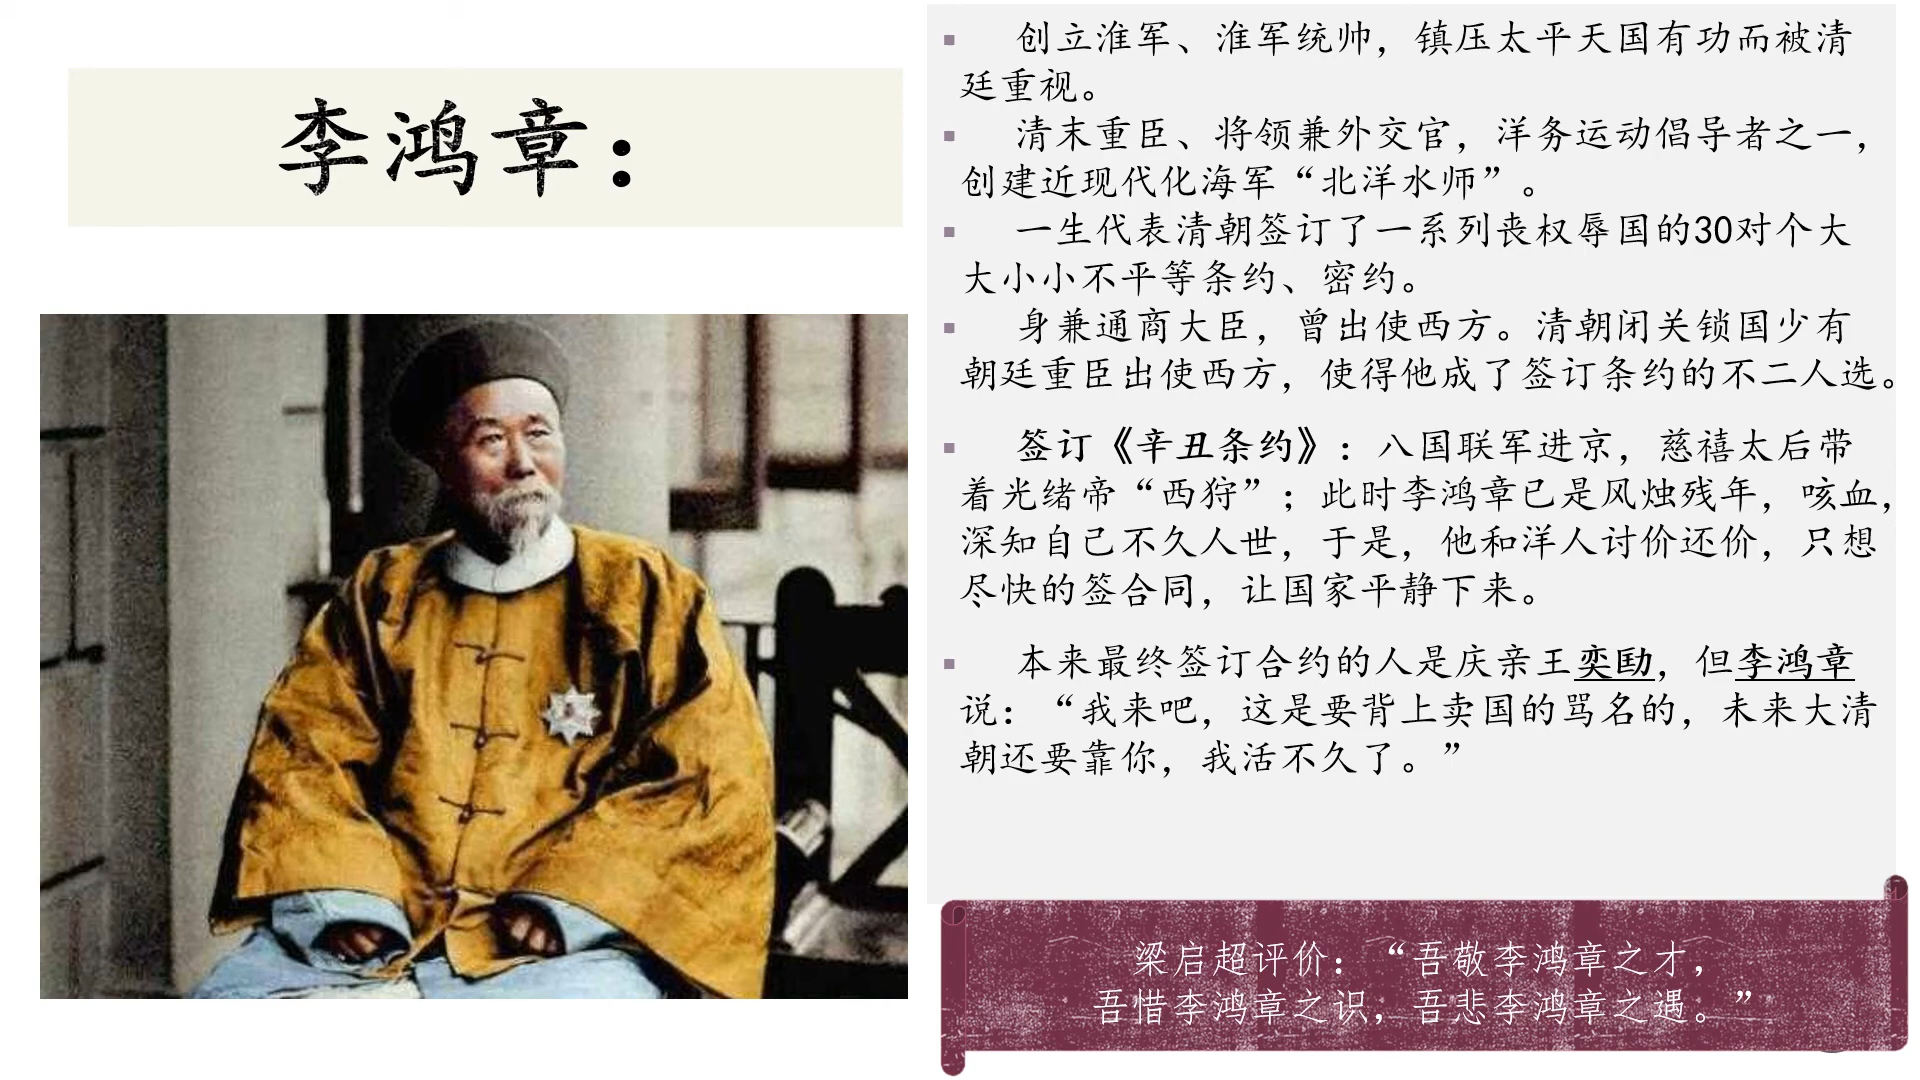 李鸿章：
创立淮军、淮军统帅，镇压太平天国有功而被清
廷重视。
清末重臣、将领兼外交官，洋务运动倡导者之一，
创建近现代化海军“北洋水师”。
一生代表清朝签订了一系列丧权辱国的30对个大
大小小不平等条约、密约。
身兼通商大臣，曾出使西方。清朝闭关锁国少有
朝廷重臣出使西方，使得他成了签订条约的不二人选。
签订《辛丑条约》：八国联军进京，慈禧太后带
着光绪帝“西狩”；此时李鸿章已是风烛残年，咳血，
深知自己不久人世，于是，他和洋人讨价还价，只想
尽快的签合同，让国家平静下来。
本来最终签订合约的人是庆亲王奕劻，但李鸿章
说：“我来吧，这是要背上卖国的骂名的，未来大清
朝还要靠你，我活不久了。”
梁启超评价：“吾敬李鸿章之才，
吾惜李鸿章之识，吾悲李鸿章之遇。”